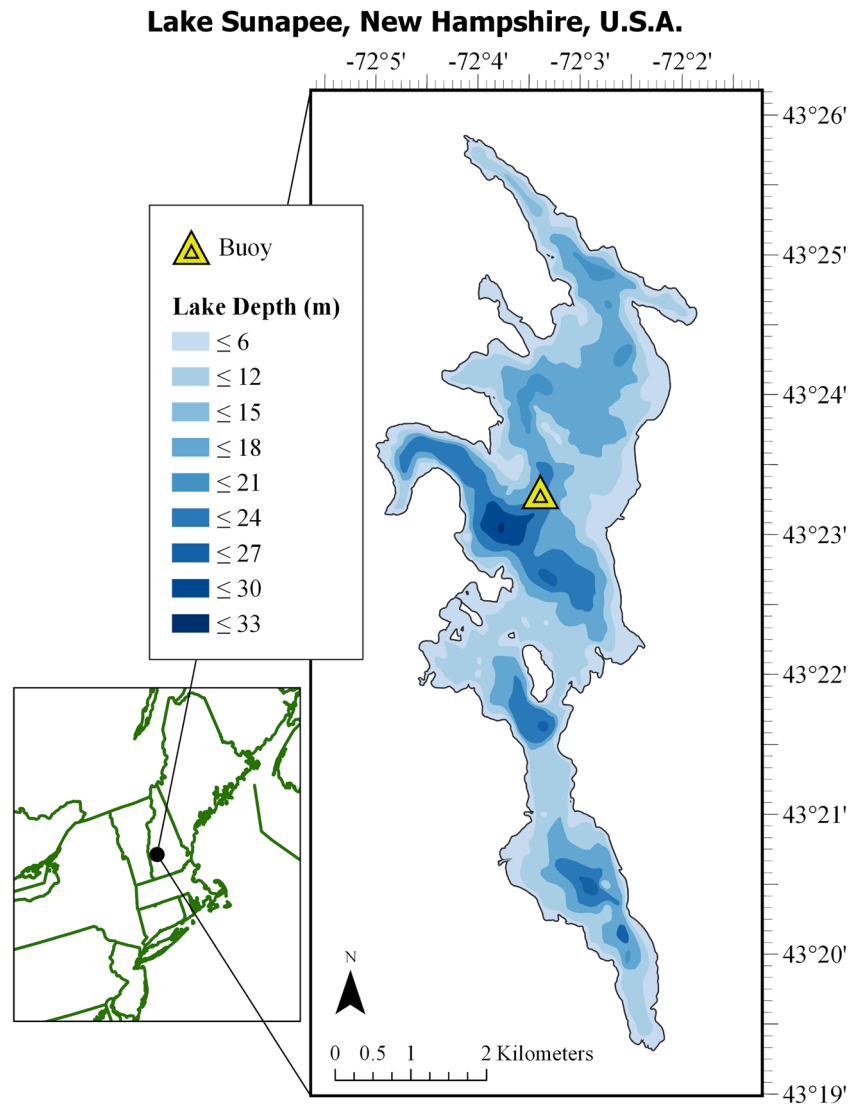 Lake Sunapee, New Hampshire, U.S.A.
-72°5' -72°4' -72°3' -72°2'
43°26'
43°25'
43°24'
43°23'
43°22'
43°21'
43°20'
43°19'
Buoy
Lake Depth (m)
≤ 6
≤ 12
≤ 15
≤ 18
≤ 21
≤ 24
≤ 27
≤ 30
≤ 33
N
0 0.5 1 2 Kilometers